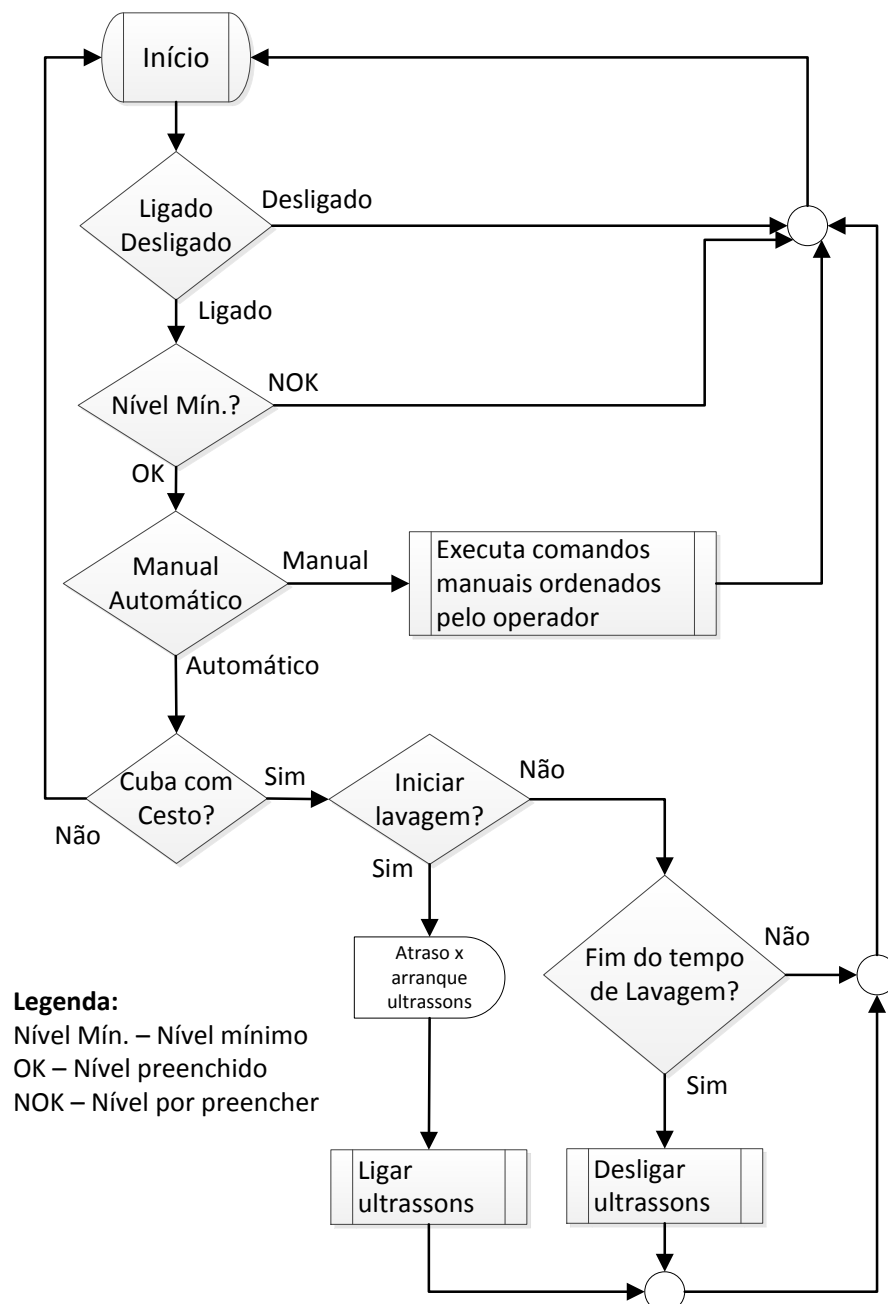 Início
Ligado
Desligado
Desligado
Ligado
Nível Mín.?
NOK
OK
Manual
Automático
Manual
Executa comandos
manuais ordenados
pelo operador
Automático
Cuba com
Cesto?
Sim
Não
Iniciar
lavagem?
Não
Sim
Atraso x
arranque
ultrassons
Fim do tempo
de Lavagem?
Não
Sim
Legenda:
Nível Mín. – Nível mínimo
OK – Nível preenchido
NOK – Nível por preencher
Ligar
ultrassons
Desligar
ultrassons